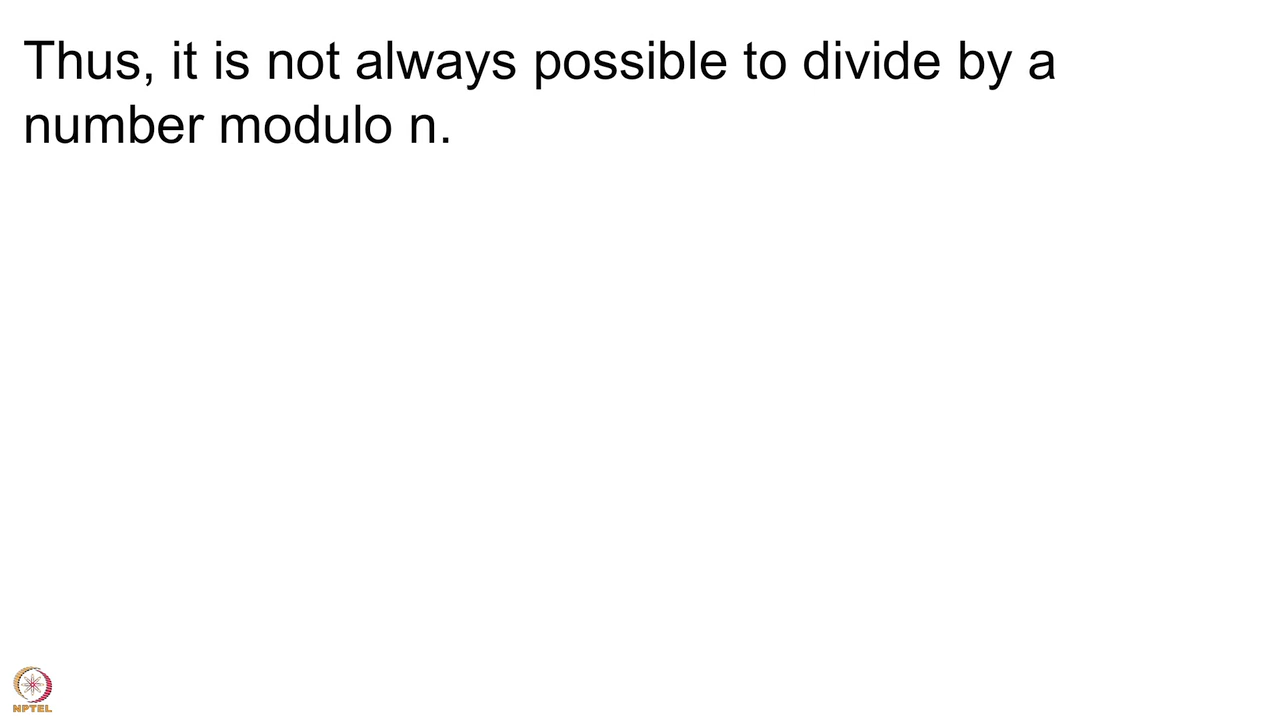 Thus, it is not always possible to divide by a
number modulo n.
NPTEL